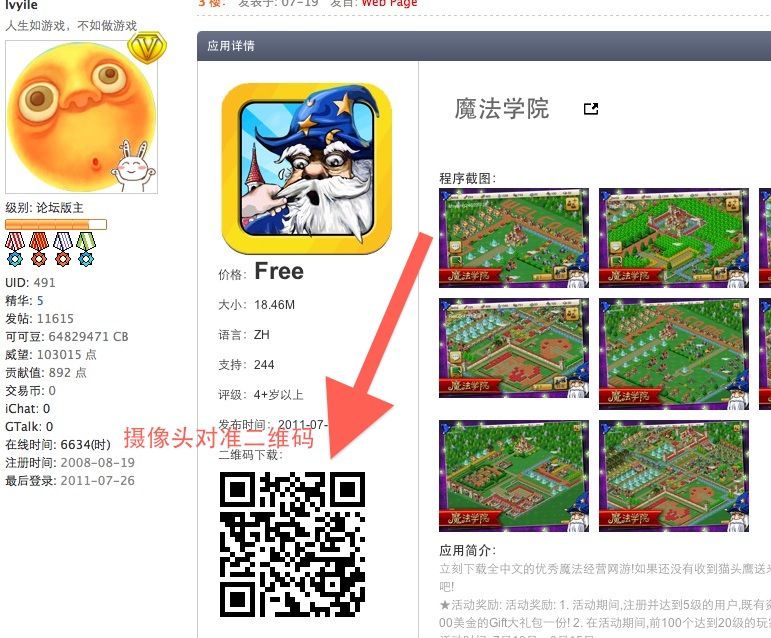 lvyile
人生如游戏，不如做游戏
级别: 论坛版主
UID: 491
精华: 5
发帖: 11615
可可豆: 64829471 CB
威望: 103015 点
贡献值: 892 点
交易币: 0
iChat: 0
GTalk: 0
在线时间: 6634(时)
注册时间: 2008-08-19
最后登录: 2011-07-26
3 楼: 发表于: 07-19 发自: Web Page
应用详情
价格: Free
大小: 18.46M
语言: ZH
支持: 244
评级: 4+岁以上
发布时间: 2011-07-
摄像头对准二维码
二维码下载:
魔法学院
程序截图:
魔法学院
魔法学院
魔法学院
魔法学院
魔法学院
魔法学院
应用简介:
立刻下载全中文的优秀魔法经营网游!如果还没有收到猫头鹰送来
吧!
★活动奖励: 活动奖励: 1. 活动期间,注册并达到5级的用户,既有资
00美金的Gift大礼包一份! 2. 在活动期间,前100个达到20级的玩